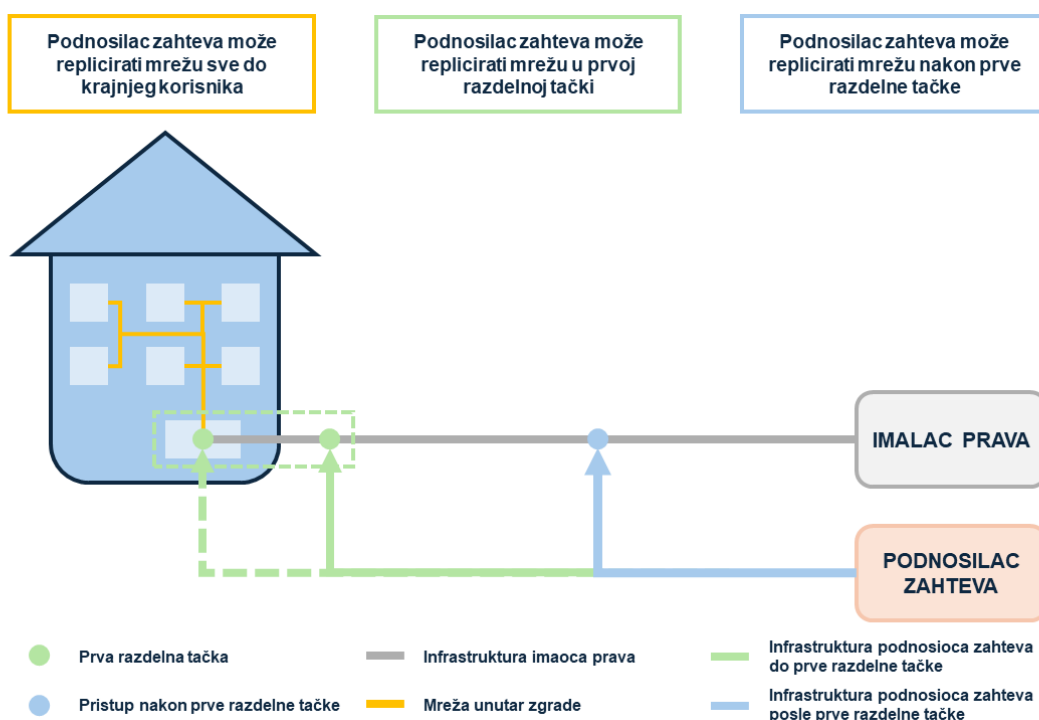 Podnosilac zahteva može
replicirati mrežu sve do
krajnjeg korisnika
Podnosilac zahteva može
replicirati mrežu u prvoj
razdelnoj tački
Podnosilac zahteva može
replicirati mrežu nakon prve
razdelne tačke
IMALAC PRAVA
PODNOSILAC
ZAHTEVA
Prva razdelna tačka
Infrastruktura imaoca prava
Infrastruktura podnosioca zahteva
do prve razdelne tačke
Pristup nakon prve razdelne tačke
Mreža unutar zgrade
Infrastruktura podnosioca zahteva
posle prve razdelne tačke